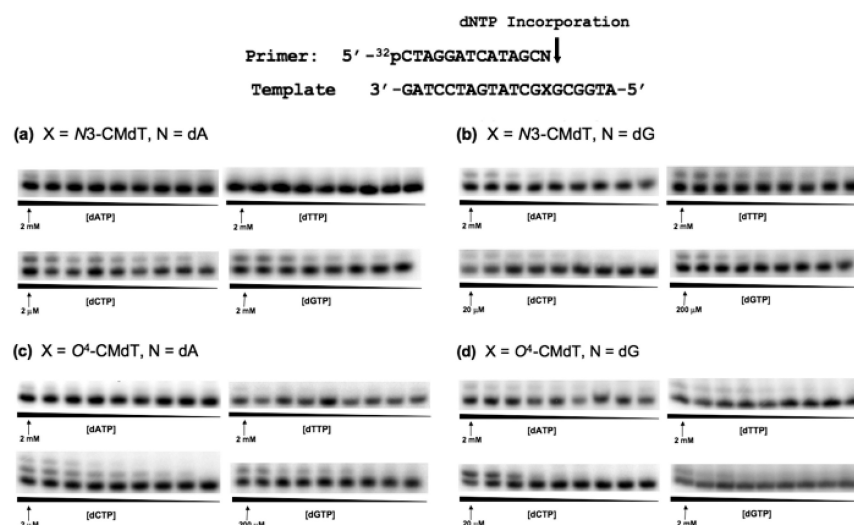 dNTP Incorporation
Primer: 5′-³²pCTAGGATCATAGCN
Template 3′-GATCCTAGTATCGXGCGGTA-5′
(a) X = N3-CMdT, N = dA
(b) X = N3-CMdT, N = dG
2 mM [dATP] 2 mM [dTTP]
2 mM [dATP] 2 mM [dTTP]
2 μM [dCTP] 2 mM [dGTP]
20 μM [dCTP] 200 μM [dGTP]
(c) X = O⁴-CMdT, N = dA
(d) X = O⁴-CMdT, N = dG
2 mM [dATP] 2 mM [dTTP]
2 mM [dATP] 2 mM [dTTP]
[dCTP] 200 μM [dGTP]
20 μM [dCTP] 2 mM [dGTP]